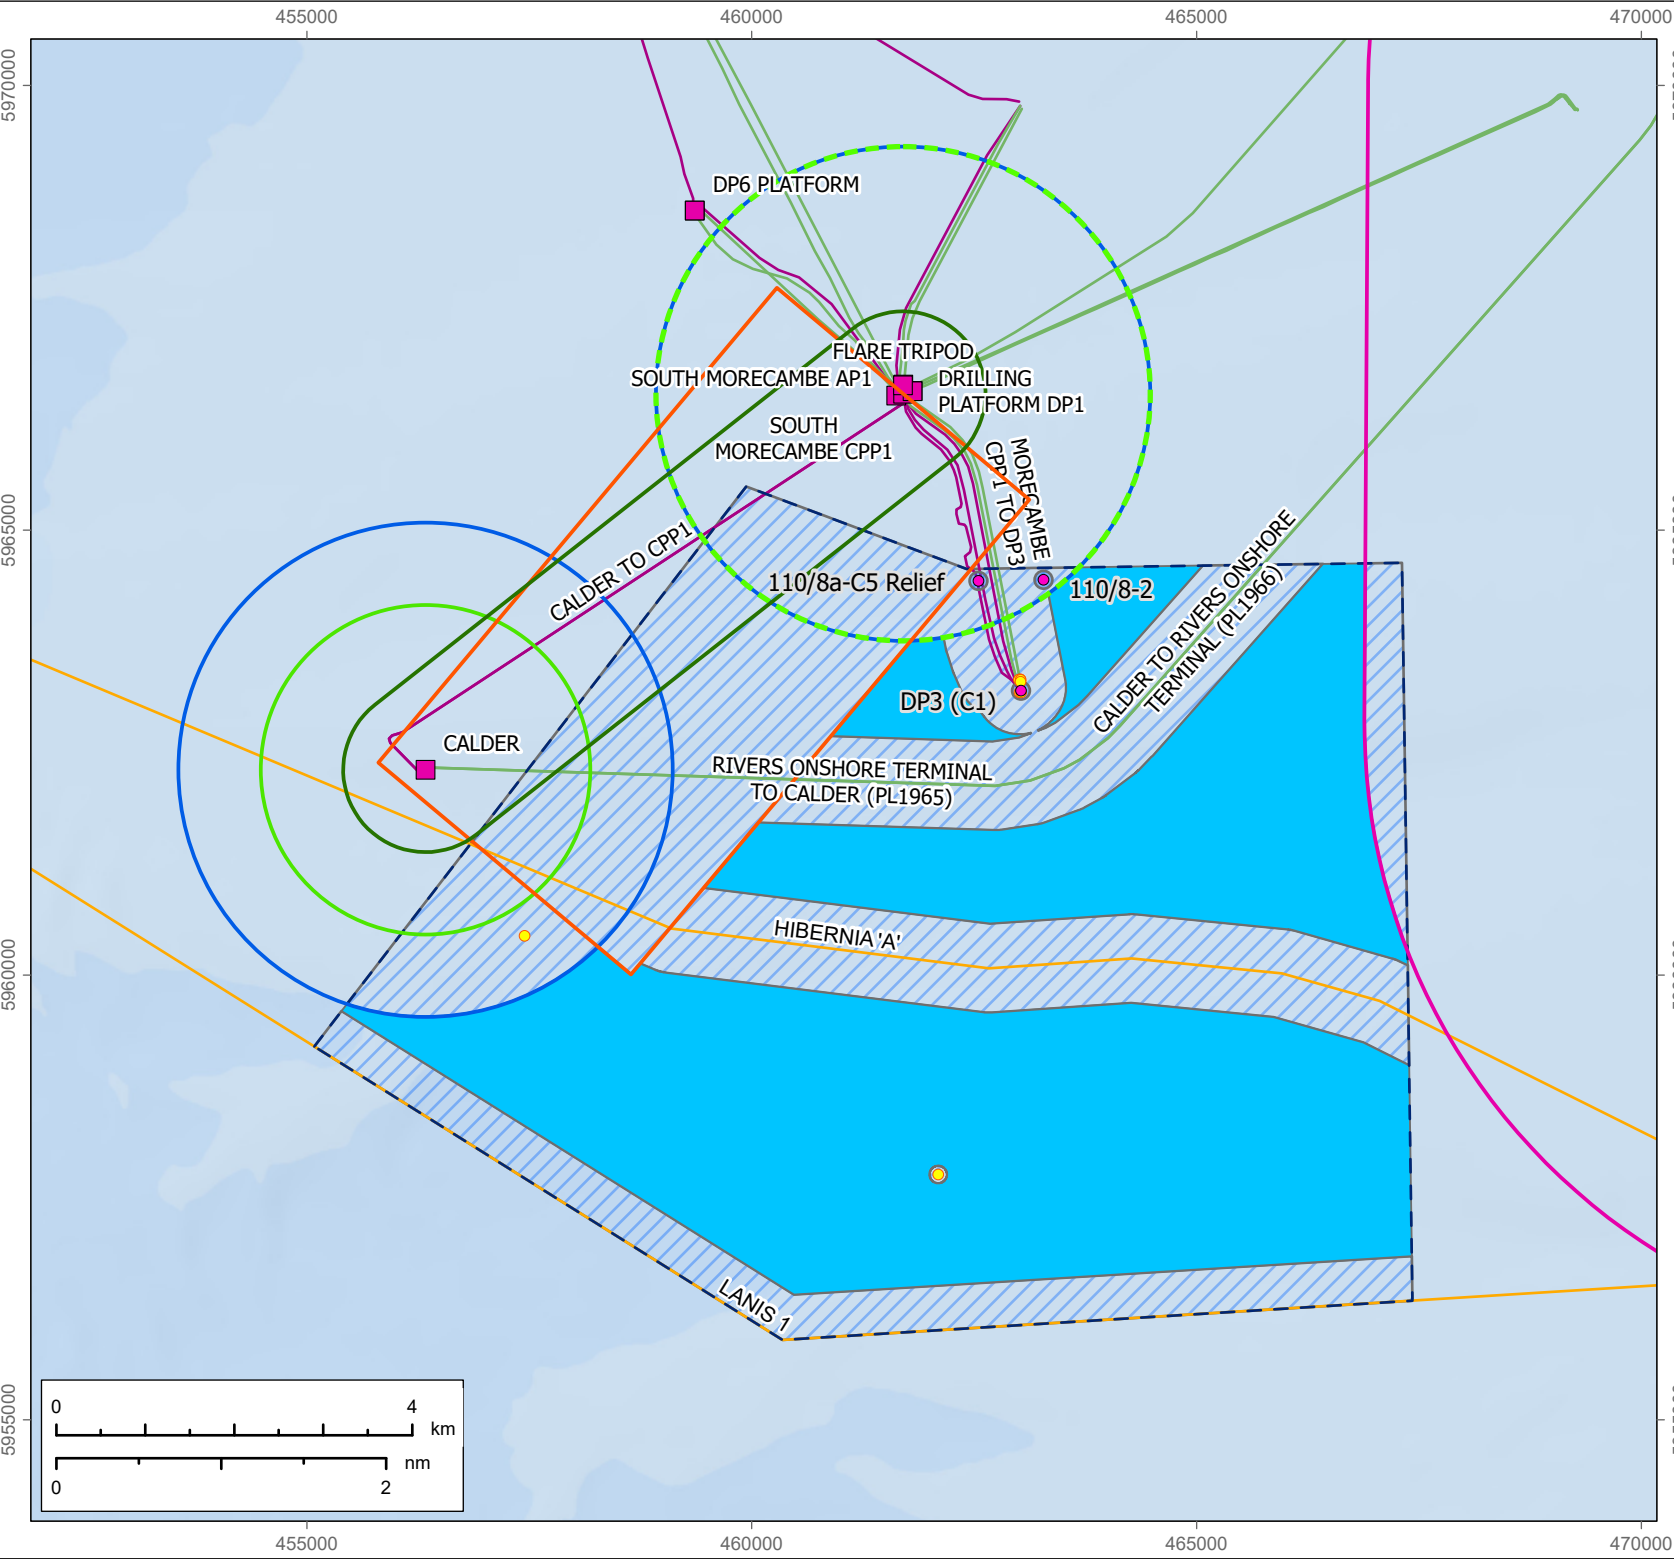 455000
460000
465000
470000
5970000
5965000
5960000
5955000
DP6 PLATFORM
FLARE TRIPOD
SOUTH MORECAMBE AP1
DRILLING
PLATFORM DP1
SOUTH
MORECAMBE CPP1
MORECAMBE
CPP1 TO DP3
CALDER TO CPP1
110/8a-C5 Relief
110/8-2
CALDER TO RIVERS ONSHORE
TERMINAL (PL1966)
DP3 (C1)
CALDER
RIVERS ONSHORE TERMINAL
TO CALDER (PL1965)
HIBERNIA 'A'
LANIS 1
0
4
km
nm
0
2
455000
460000
465000
470000